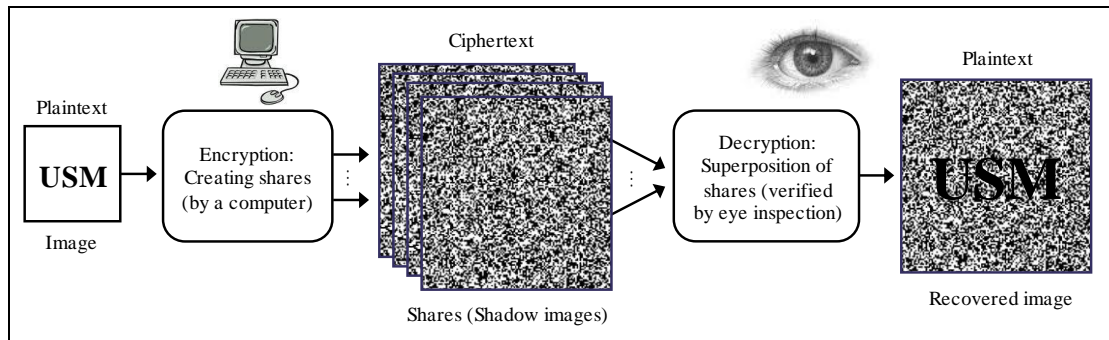 Plaintext
USM
Image
Encryption:
Creating shares
(by a computer)
Ciphertext
Shares (Shadow images)
Decryption:
Superposition of
shares (verified
by eye inspection)
Plaintext
USM
Recovered image